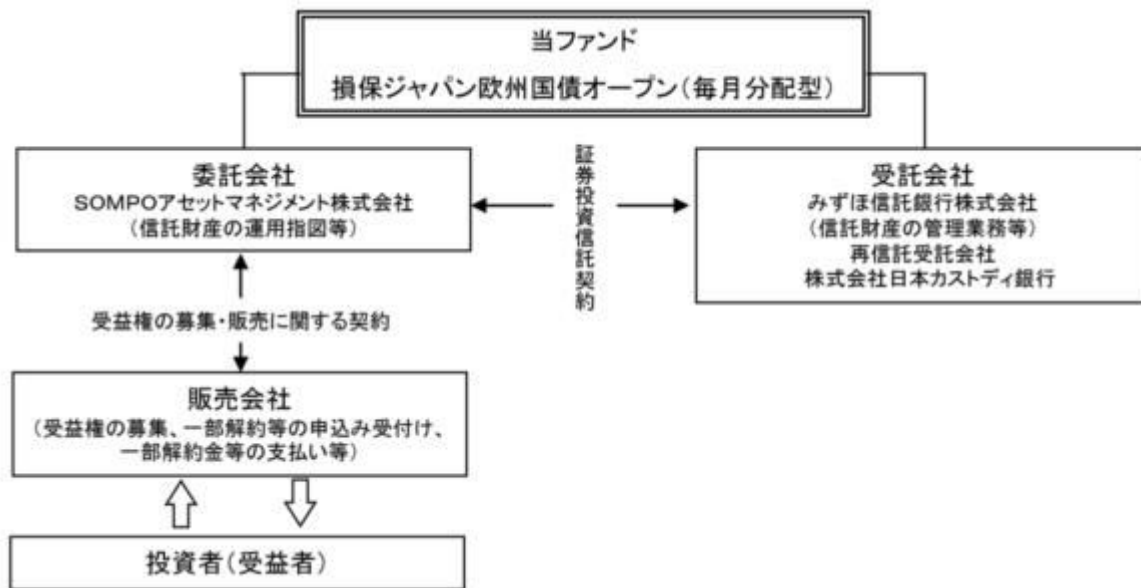 当ファンド
損保ジャパン欧州国債オープン(毎月分配型)
委託会社
SOMPOアセットマネジメント株式会社
(信託財産の運用指図等)
証券投資信託契約
受託会社
みずほ信託銀行株式会社
(信託財産の管理業務等)
再信託受託会社
株式会社日本カストディ銀行
受益権の募集・販売に関する契約
販売会社
(受益権の募集、一部解約等の申込み受付け、
一部解約金等の支払い等)
投資者(受益者)